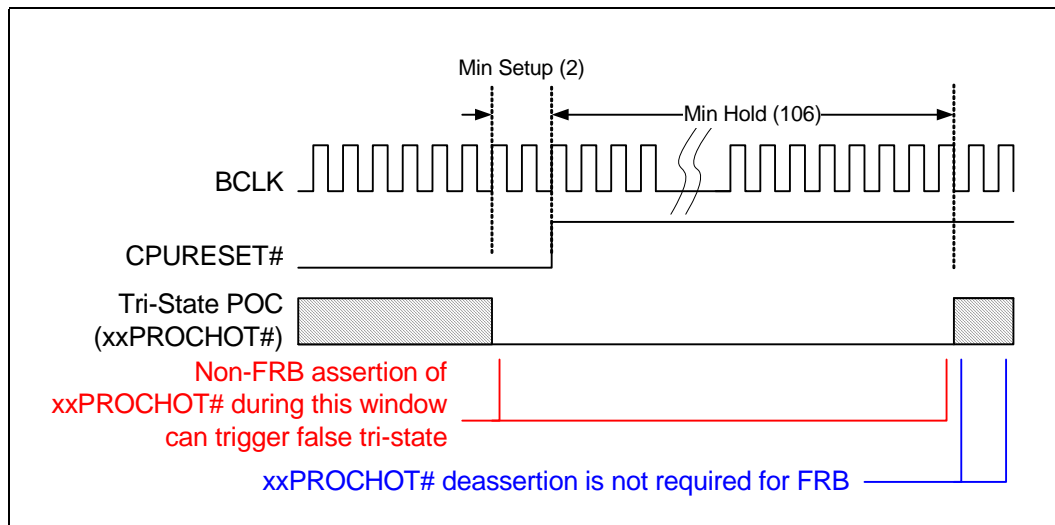 Min Setup (2)
Min Hold (106)
BCLK
CPURESET#
Tri-State POC
(xxPROCHOT#)
Non-FRB assertion of
xxPROCHOT# during this window
can trigger false tri-state
xxPROCHOT# deassertion is not required for FRB